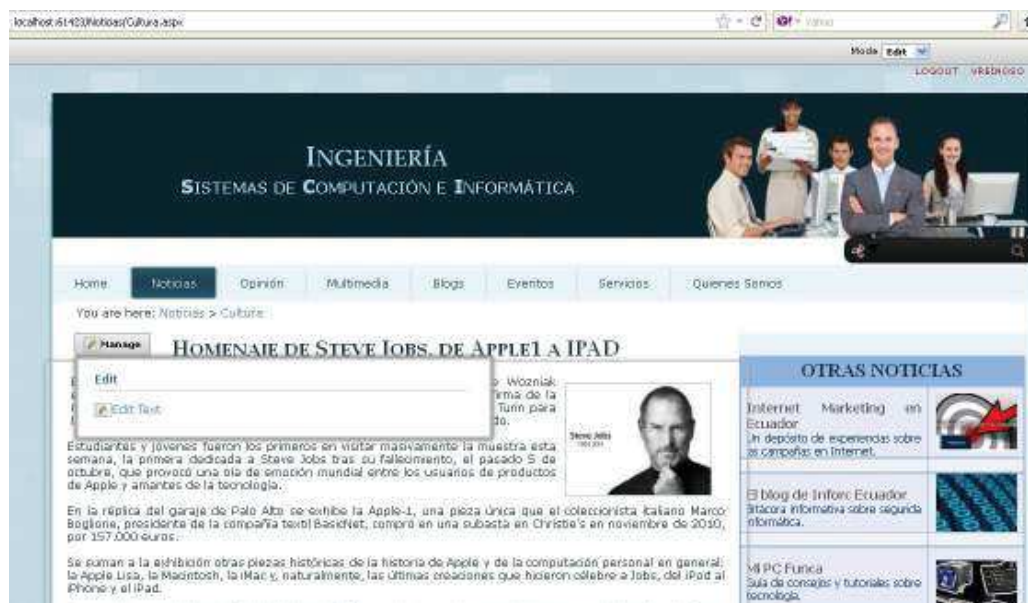 localhost:61423/Noticias/Cultura.aspx
Yahoo
Mode Edit
LOGOUT
INGENIERÍA
SISTEMAS DE COMPUTACIÓN E INFORMÁTICA
Home Noticias Opinión Multimedia Blogs Eventos Servicios Quienes Somos
You are here: Noticias > Cultura
Manage
HOMENAJE DE STEVE JOBS, DE APPLE1 A IPAD
Edit
Edit Text
Wozniak
firma de la
Turin para
do.
Steve Jobs
Estudiantes y jóvenes fueron los primeros en visitar masivamente la muestra esta
semana, la primera dedicada a Steve Jobs tras su fallecimiento, el pasado 5 de
octubre, que provocó una ola de emoción mundial entre los usuarios de productos
de Apple y amantes de la tecnología.
En la réplica del garaje de Palo Alto se exhibe la Apple-1, una pieza única que el coleccionista italiano Marco
Boglione, presidente de la compañía textil BasicNet, compró en una subasta en Christie's en noviembre de 2010,
por 157.000 euros.
Se suman a la exhibición otras piezas históricas de la historia de Apple y de la computación personal en general:
la Apple Lisa, la Macintosh, la iMac y, naturalmente, las últimas creaciones que hicieron célebre a Jobs, del iPod al
iPhone y el iPad.
OTRAS NOTICIAS
Internet Marketing en
Ecuador
Un depósito de experiencias sobre
las campañas en Internet.
El blog de Inforc Ecuador
Bitácora informativa sobre segurida
informática.
Mi PC Funca
Guía de consejos y tutoriales sobre
tecnología.